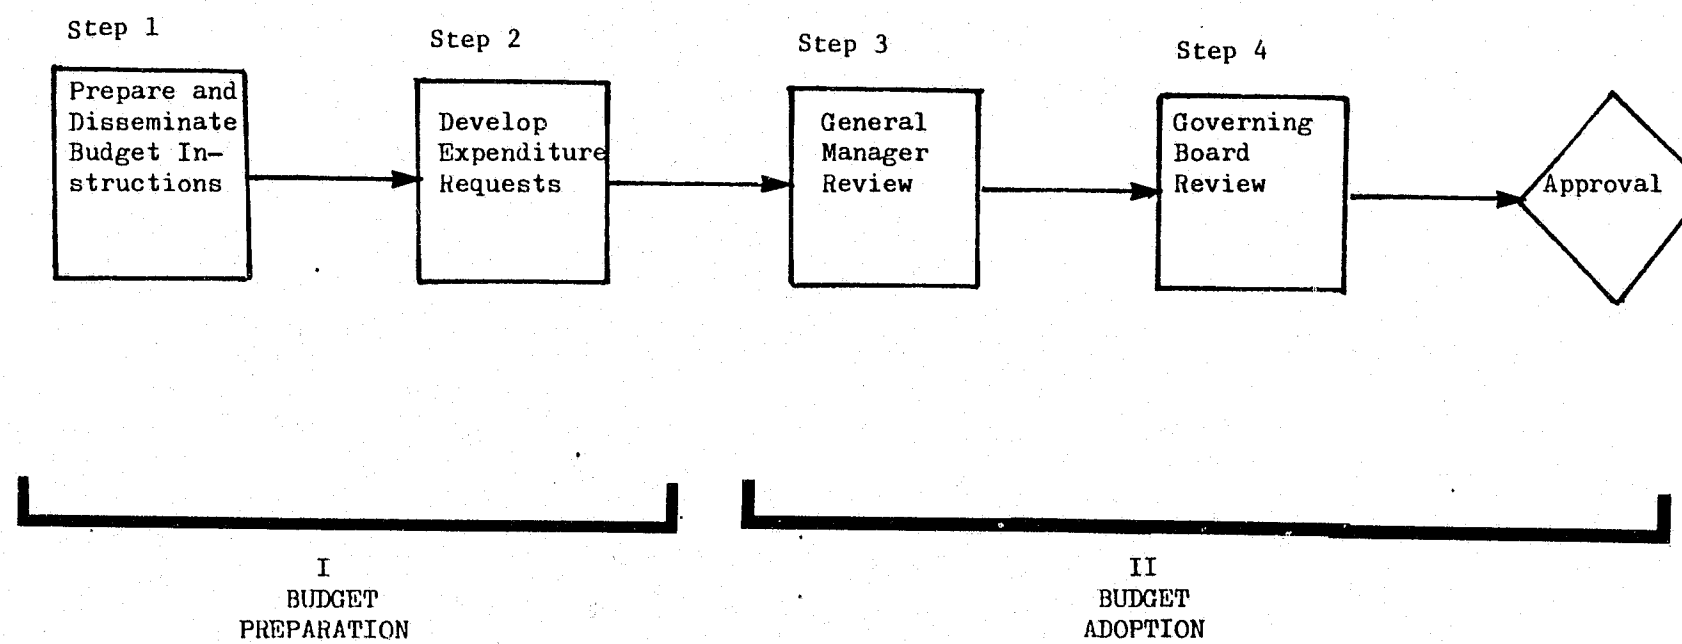 Step 1
Prepare and
Disseminate
Budget In-
structions
Step 2
Develop
Expenditure
Requests
Step 3
General
Manager
Review
Step 4
Governing
Board
Review
Approval
I
BUDGET
PREPARATION
II
BUDGET
ADOPTION